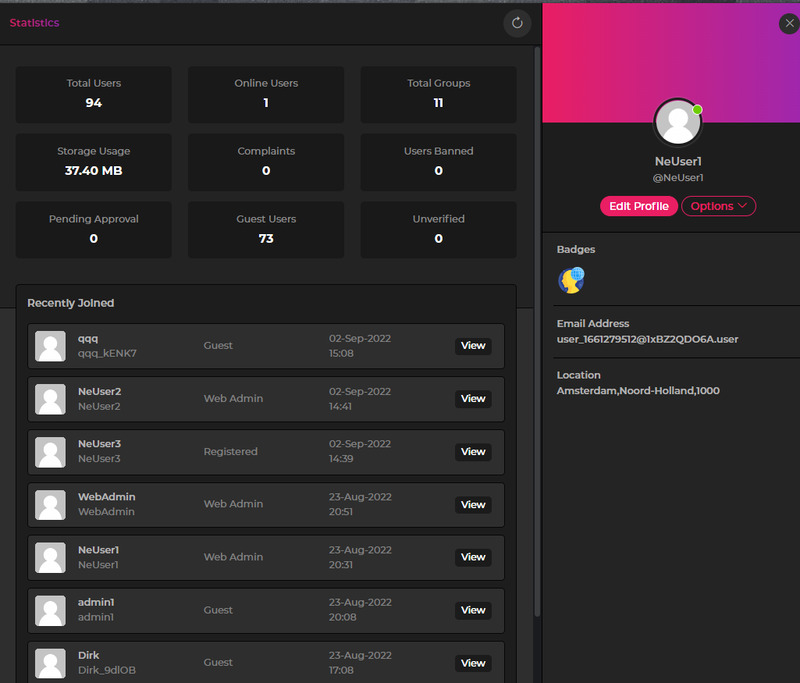 Statistics
Total Users
94
Online Users
1
Total Groups
11
Storage Usage
37.40 MB
Complaints
0
Users Banned
0
Pending Approval
0
Guest Users
73
Unverified
0
Recently Joined
qqq
qqq_kENK7
Guest
02-Sep-2022
15:08
View
NeUser2
NeUser2
Web Admin
02-Sep-2022
14:41
View
NeUser3
NeUser3
Registered
02-Sep-2022
14:39
View
WebAdmin
WebAdmin
Web Admin
23-Aug-2022
20:51
View
NeUser1
NeUser1
Web Admin
23-Aug-2022
20:31
View
admin1
admin1
Guest
23-Aug-2022
20:08
View
Dirk
Dirk_9dlOB
Guest
23-Aug-2022
17:08
View
NeUser1
@NeUser1
Edit Profile
Options
Badges
Email Address
user_1661279512@1xBZ2QDO6A.user
Location
Amsterdam,Noord-Holland,1000